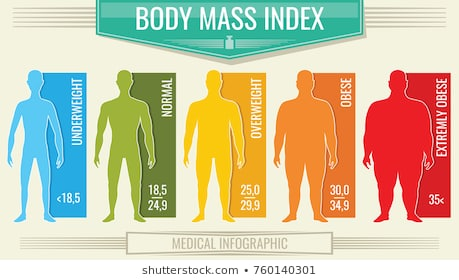 BODY MASS INDEX
UNDERWEIGHT
<18,5
NORMAL
18,5
24,9
OVERWEIGHT
25,0
29,9
OBESE
30,0
34,9
EXTREMLY OBESE
35<
MEDICAL INFOGRAPHIC
shutterstock.com • 760140301